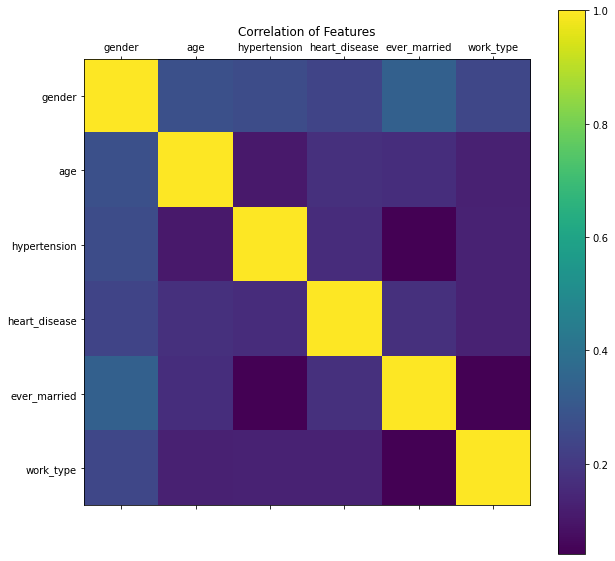 Correlation of Features
gender age hypertension heart_disease ever_married work_type
gender
age
hypertension
heart_disease
ever_married
work_type
1.0
0.8
0.6
0.4
0.2